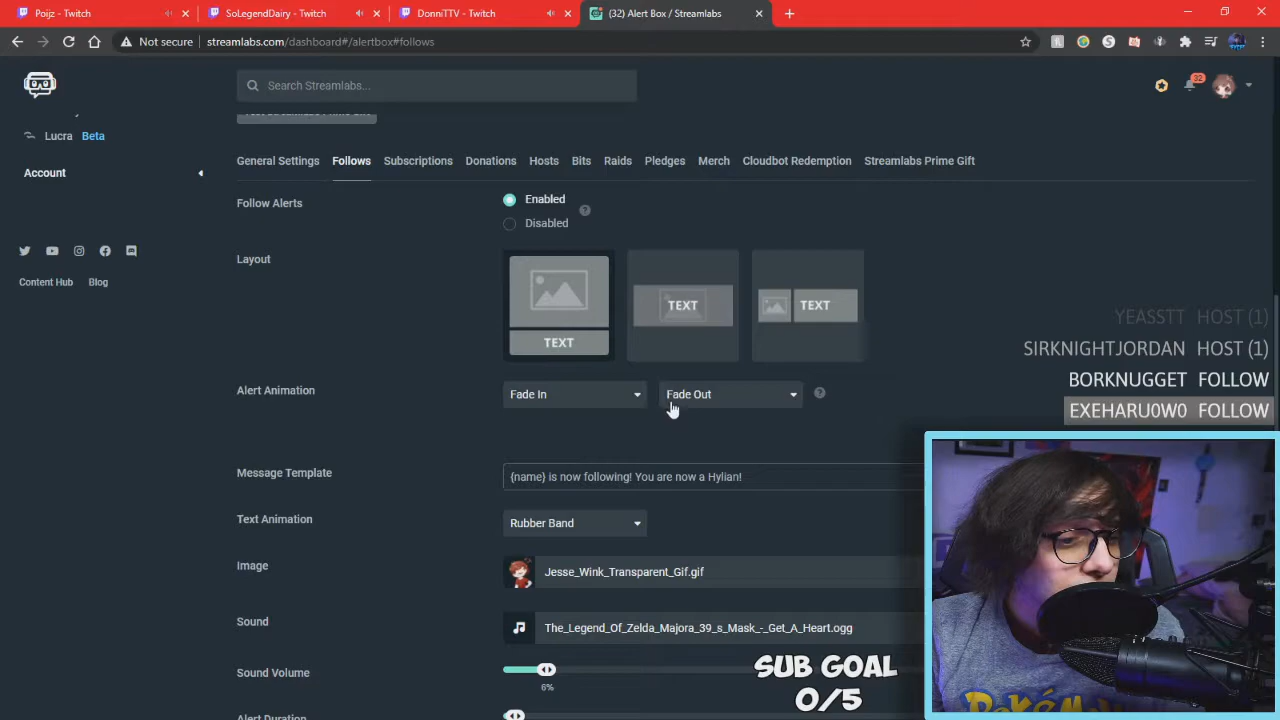 Poijz - Twitch
SoLegendDairy - Twitch
DonniTTV - Twitch
(32) Alert Box / Streamlabs
Not secure streamlabs.com/dashboard#/alertbox#follows
Search Streamlabs...
32
Lucra Beta
Account
Content Hub Blog
General Settings Follows Subscriptions Donations Hosts Bits Raids Pledges Merch Cloudbot Redemption Streamlabs Prime Gift
Follow Alerts
Enabled
Disabled
Layout
TEXT
TEXT
TEXT
Alert Animation
Fade In
Fade Out
Message Template
{name} is now following! You are now a Hylian!
Text Animation
Rubber Band
Image
Jesse_Wink_Transparent_Gif.gif
Sound
The_Legend_Of_Zelda_Majora_39_s_Mask_-_Get_A_Heart.ogg
Sound Volume
6%
Alert Duration
YEASSTT HOST (1)
SIRKNIGHTJORDAN HOST (1)
BORKNUGGET FOLLOW
EXEHARU0W0 FOLLOW
SUB GOAL
0/5